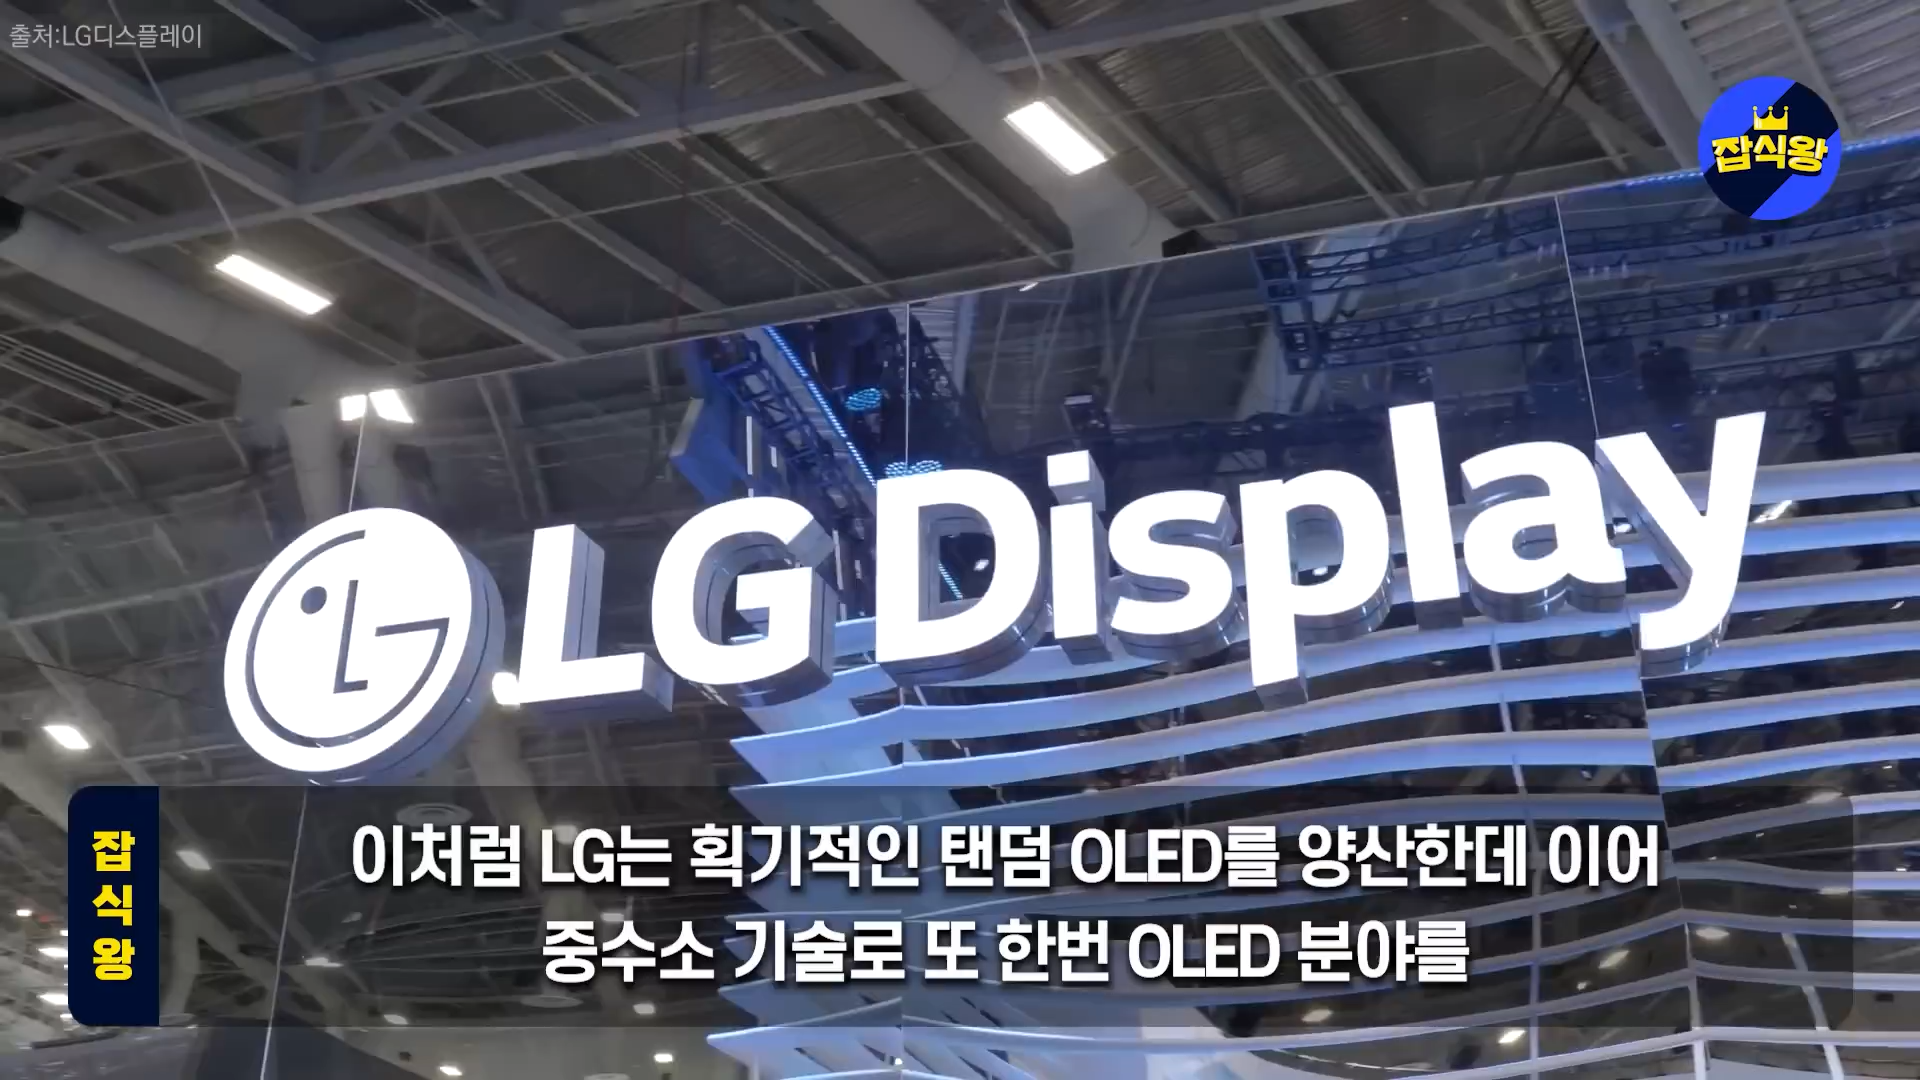 출처:LG디스플레이
잡식왕
LG Display
잡식왕
이처럼 LG는 획기적인 탠덤 OLED를 양산한데 이어
중수소 기술로 또 한번 OLED 분야를